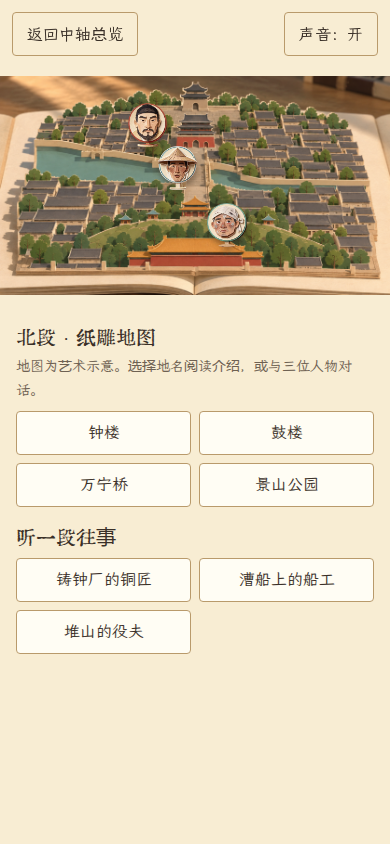 返回中轴总览
声音：开
北段 · 纸雕地图
地图为艺术示意。选择地名阅读介绍，或与三位人物对
话。
钟楼
鼓楼
万宁桥
景山公园
听一段往事
铸钟厂的铜匠
漕船上的船工
堆山的役夫